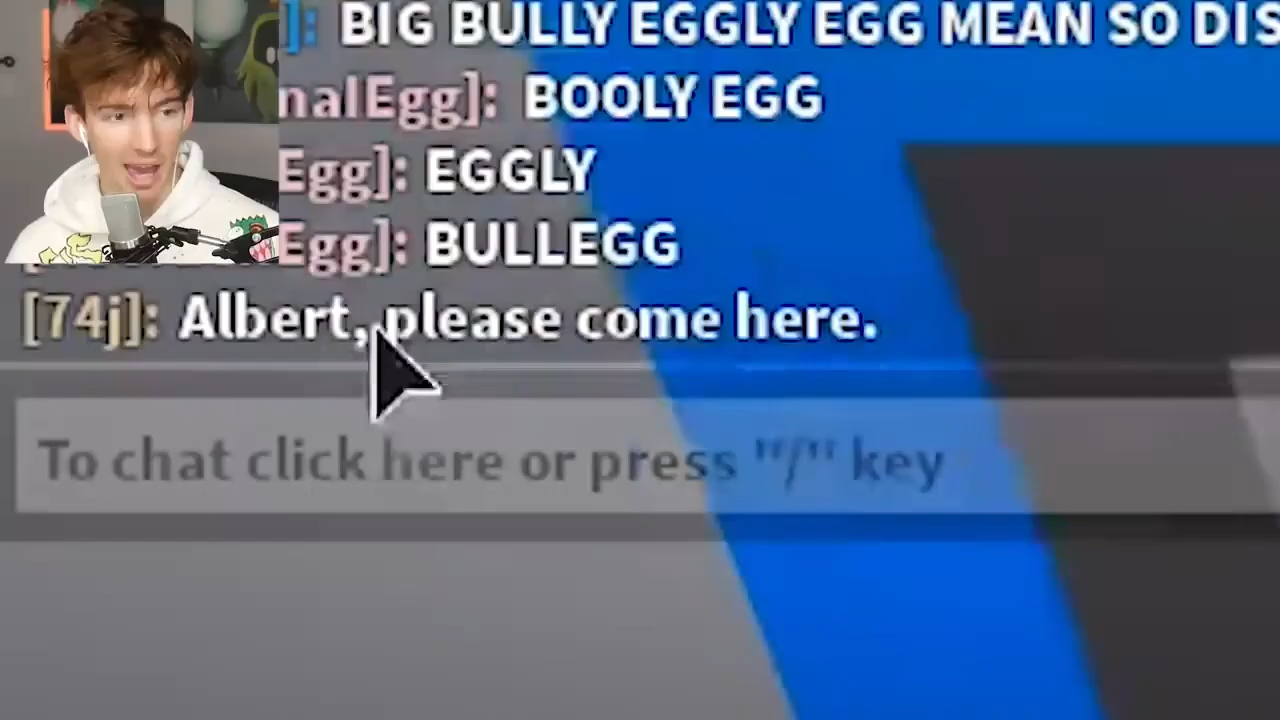 ]: BIG BULLY EGGLY EGG MEAN SO DIS
nalEgg]: BOOLY EGG
Egg]: EGGLY
Egg]: BULLEGG
[74j]: Albert, please come here.
To chat click here or press "/" key